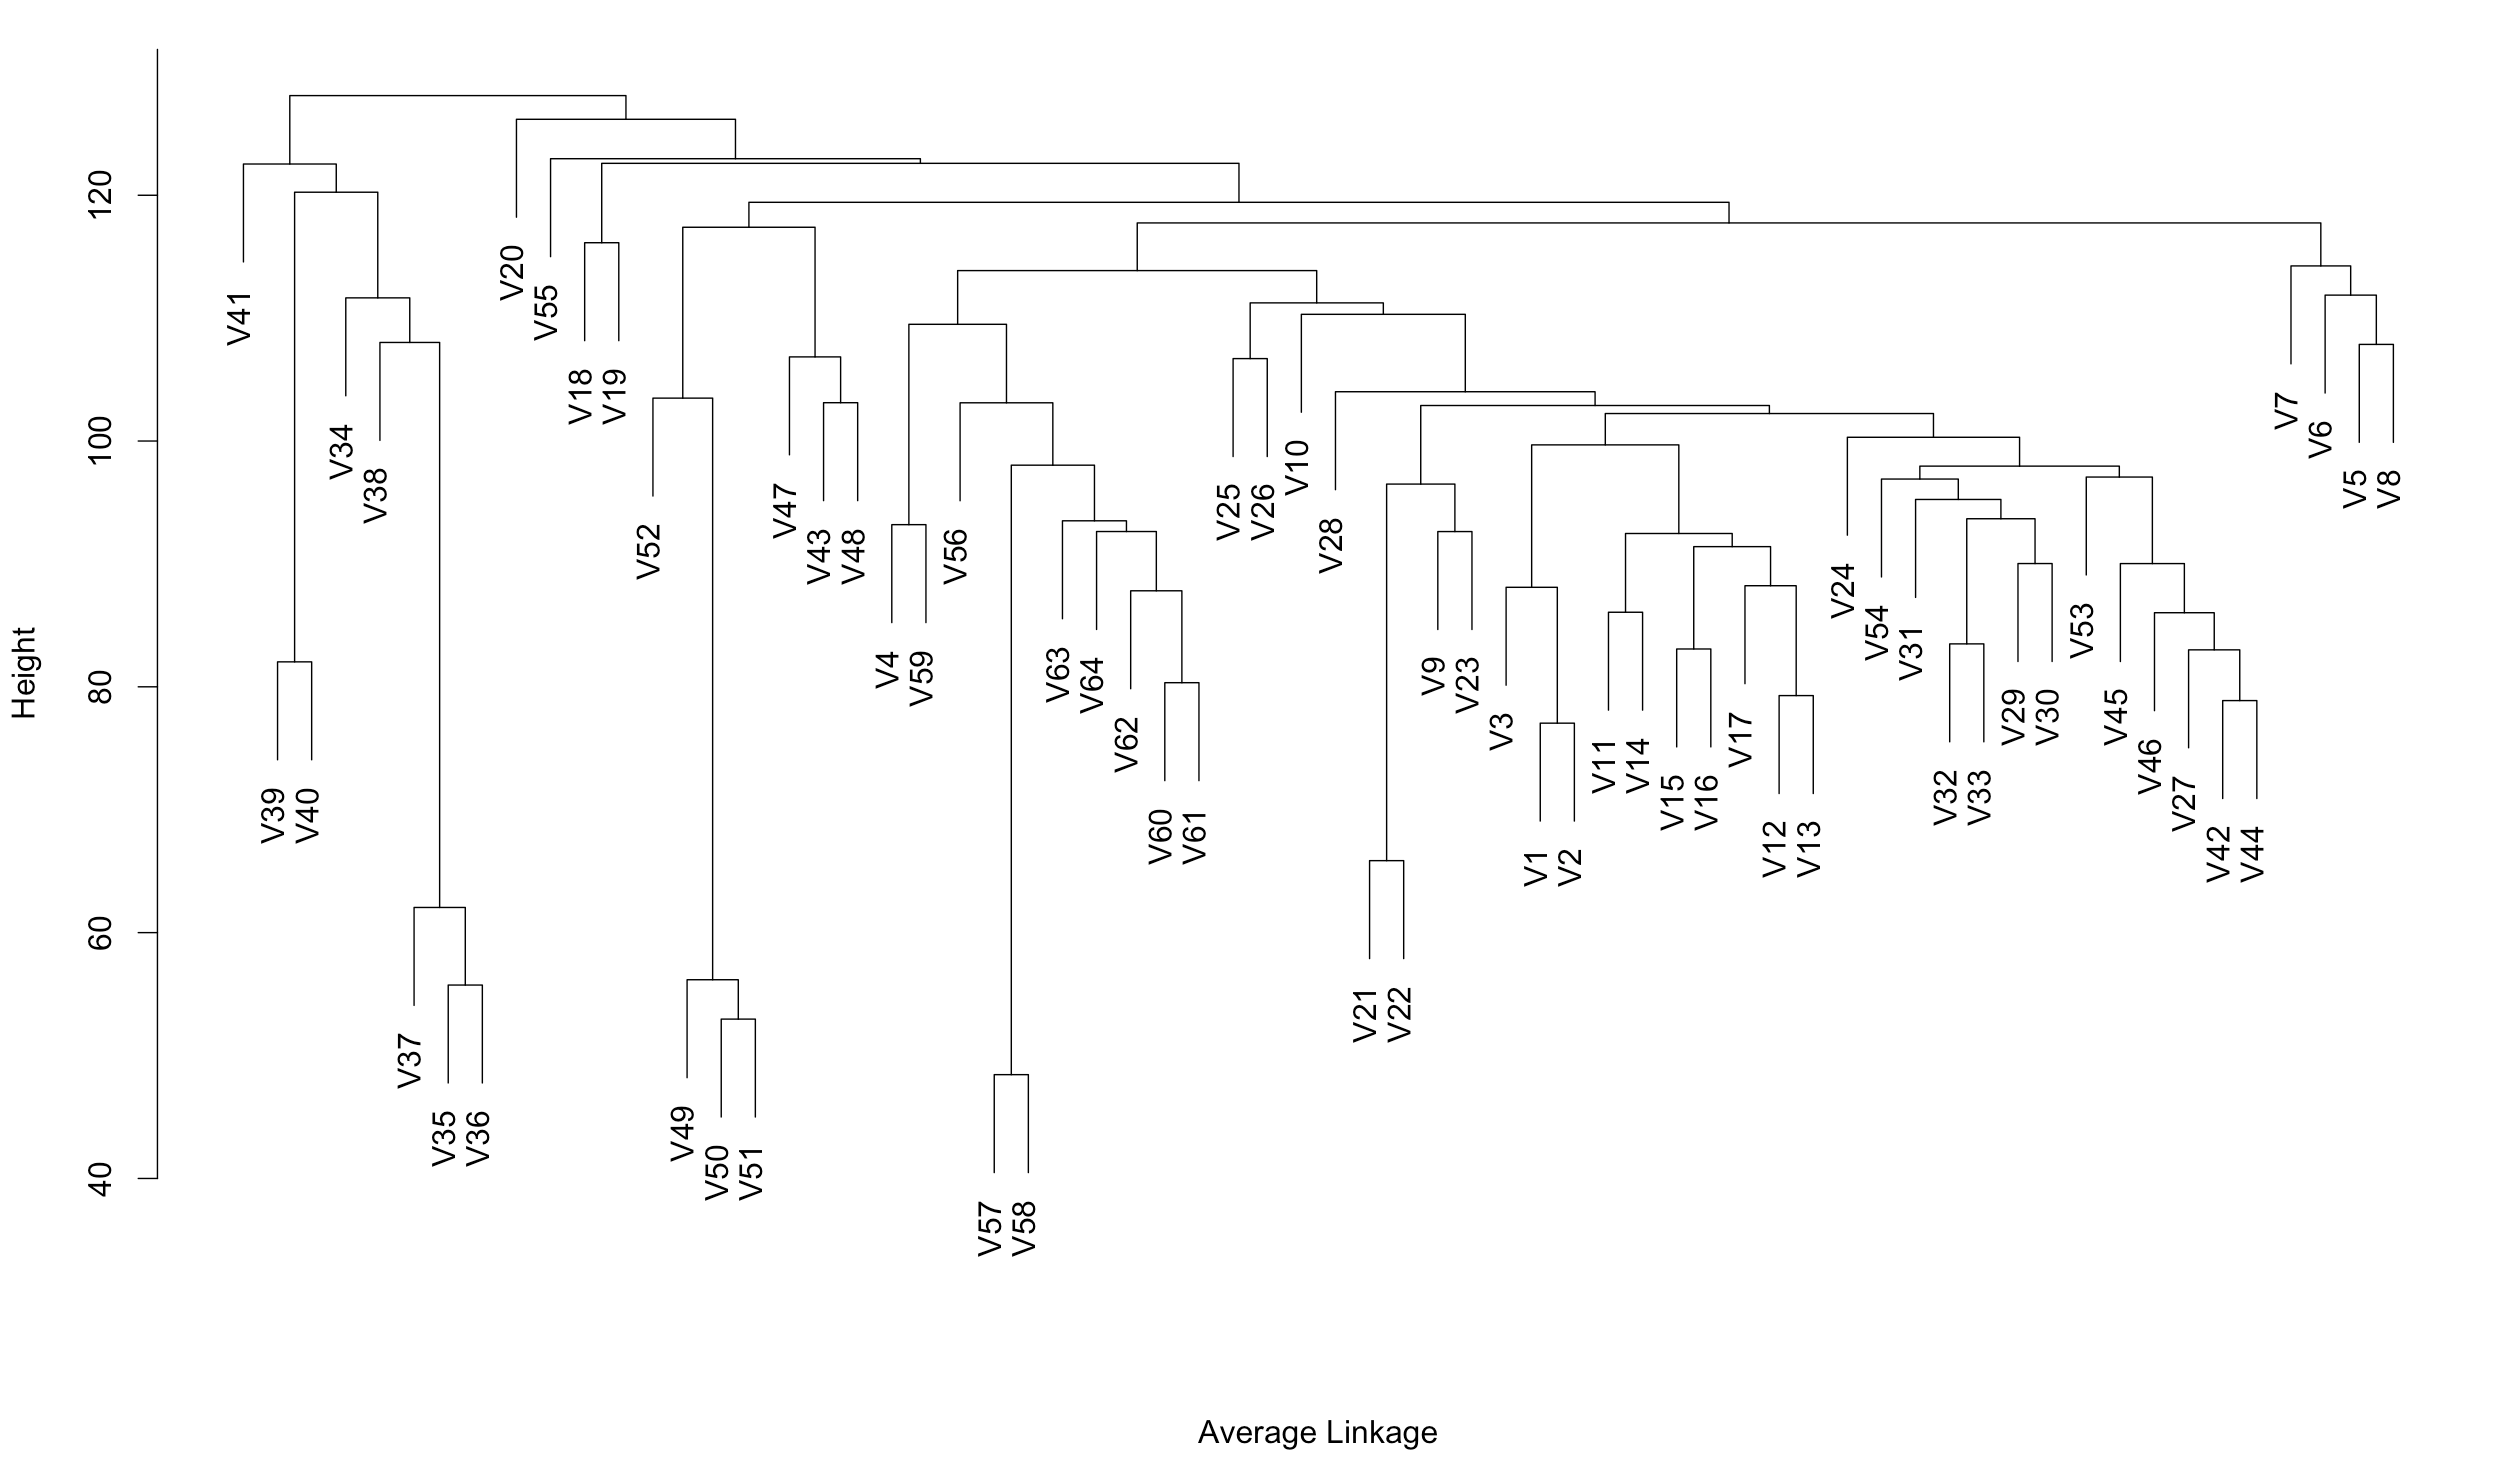 Height
120
100
80
60
40
V41
V39
V40
V34
V38
V37
V35
V36
V20
V55
V18
V19
V52
V49
V50
V51
V47
V43
V48
V4
V59
V56
V57
V58
V63
V64
V62
V60
V61
V25
V26
V10
V28
V21
V22
V9
V23
V3
V1
V2
V11
V14
V15
V16
V17
V12
V13
V24
V54
V31
V32
V33
V29
V30
V53
V45
V46
V27
V42
V44
V7
V6
V5
V8
Average Linkage